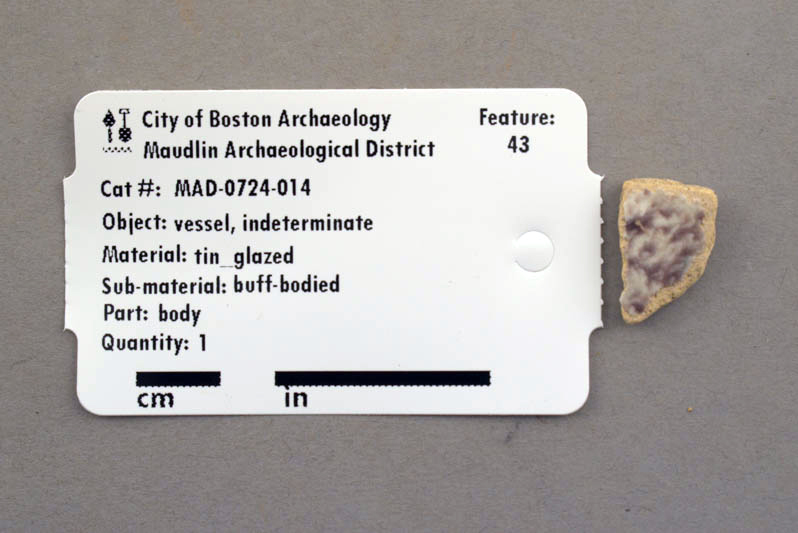 City of Boston Archaeology
Maudlin Archaeological District
Feature:
43
Cat #: MAD-0724-014
Object: vessel, indeterminate
Material: tin_glazed
Sub-material: buff-bodied
Part: body
Quantity: 1
cm
in